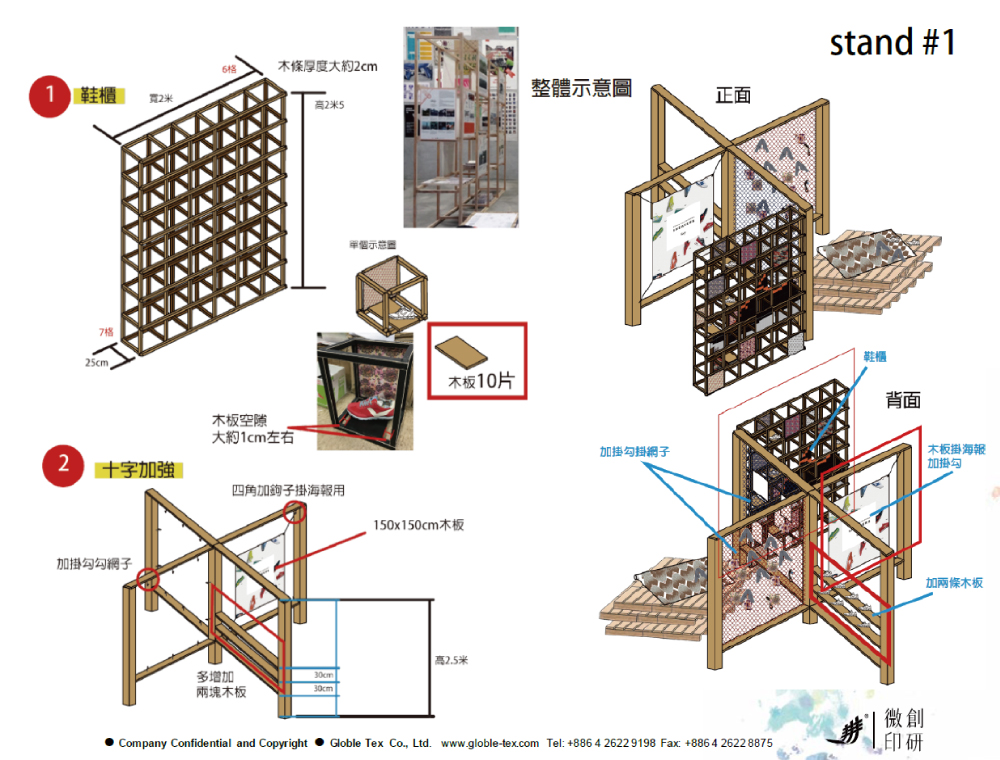 stand #1
1 鞋櫃
6格
木條厚度大約2cm
寬2米
高2米5
7格
25cm
單個示意圖
木板10片
木板空隙
大約1cm左右
整體示意圖
正面
鞋櫃
背面
加掛勾掛網子
木板掛海報
加掛勾
加兩條木板
2 十字加強
四角加鉤子掛海報用
150x150cm木板
加掛勾勾網子
多增加
兩塊木板
30cm
30cm
高2.5米
● Company Confidential and Copyright ● Globle Tex Co., Ltd. www.globle-tex.com Tel: +886 4 2622 9198 Fax: +886 4 2622 8875
微創
印研